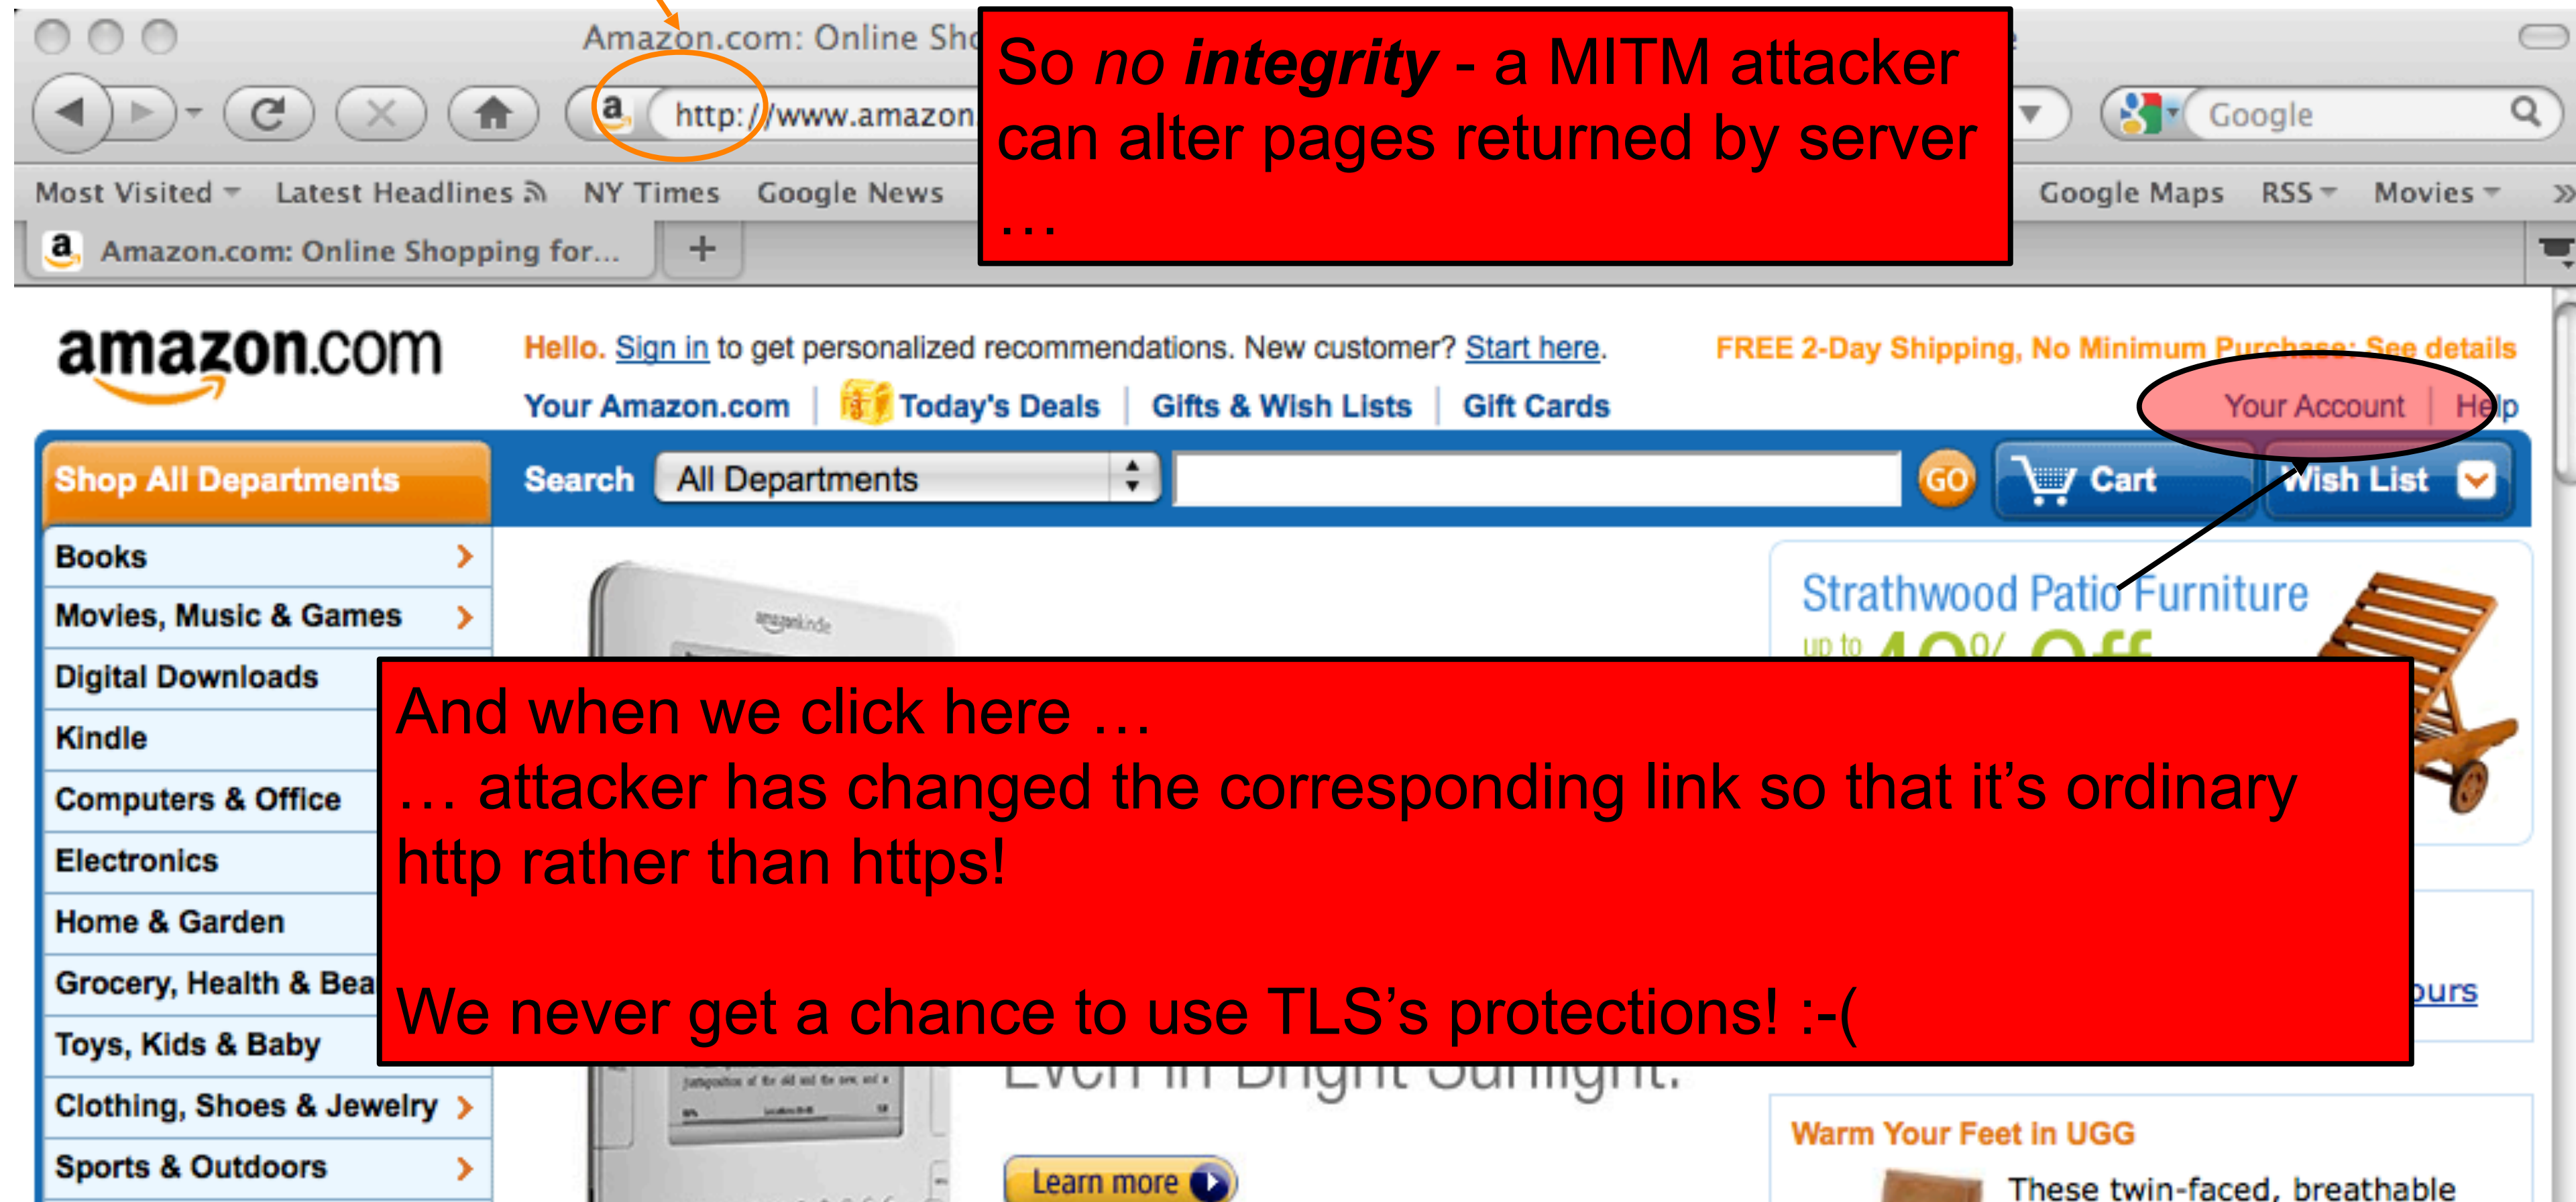 Amazon.com: Online Sho
http://www.amazon.
Google
So no integrity - a MITM attacker
can alter pages returned by server
…
Most Visited
Latest Headlines
NY Times
Google News
Google Maps
RSS
Movies
Amazon.com: Online Shopping for...
amazon.com
Hello. Sign in to get personalized recommendations. New customer? Start here.
FREE 2-Day Shipping, No Minimum Purchase: See details
Your Amazon.com | Today's Deals | Gifts & Wish Lists | Gift Cards
Your Account | Help
Shop All Departments
Search
All Departments
GO
Cart
Wish List
Books
Movies, Music & Games
Digital Downloads
Kindle
Computers & Office
Electronics
Home & Garden
Grocery, Health & Bea
Toys, Kids & Baby
Clothing, Shoes & Jewelry
Sports & Outdoors
amazonkindle
Strathwood Patio Furniture
up to 40% Off
And when we click here …
… attacker has changed the corresponding link so that it’s ordinary
http rather than https!
We never get a chance to use TLS’s protections! :-(
ours
Even in Bright Sunlight.
Learn more
Warm Your Feet in UGG
These twin-faced, breathable